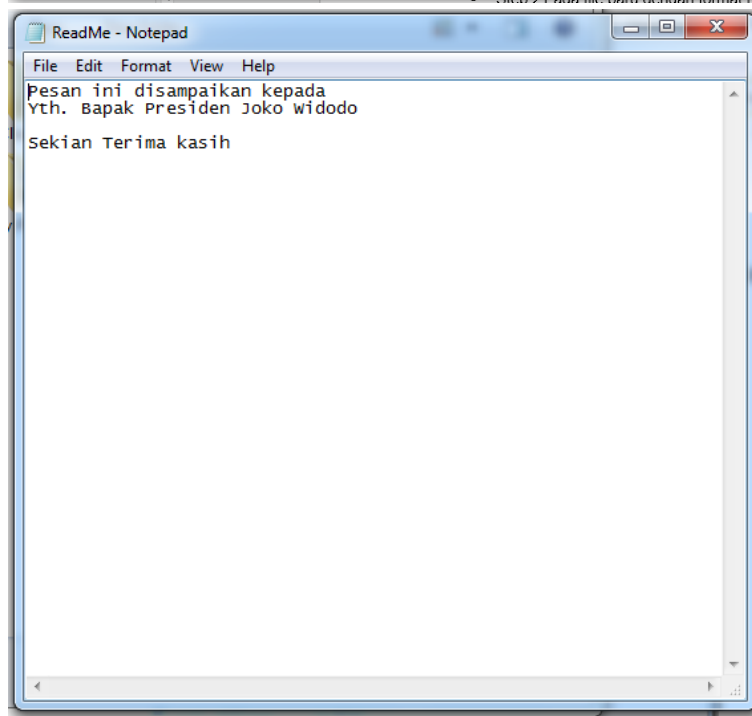 ReadMe - Notepad
File Edit Format View Help
Pesan ini disampaikan kepada
Yth. Bapak Presiden Joko Widodo
Sekian Terima kasih